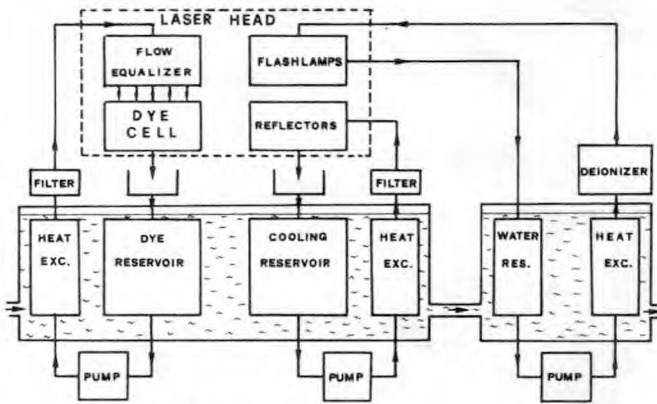 LASER HEAD
FLOW
EQUALIZER
FLASHLAMPS
DYE
CELL
REFLECTORS
FILTER
FILTER
DEIONIZER
HEAT
EXC.
DYE
RESERVOIR
COOLING
RESERVOIR
HEAT
EXC.
WATER
RES.
HEAT
EXC.
PUMP
PUMP
PUMP